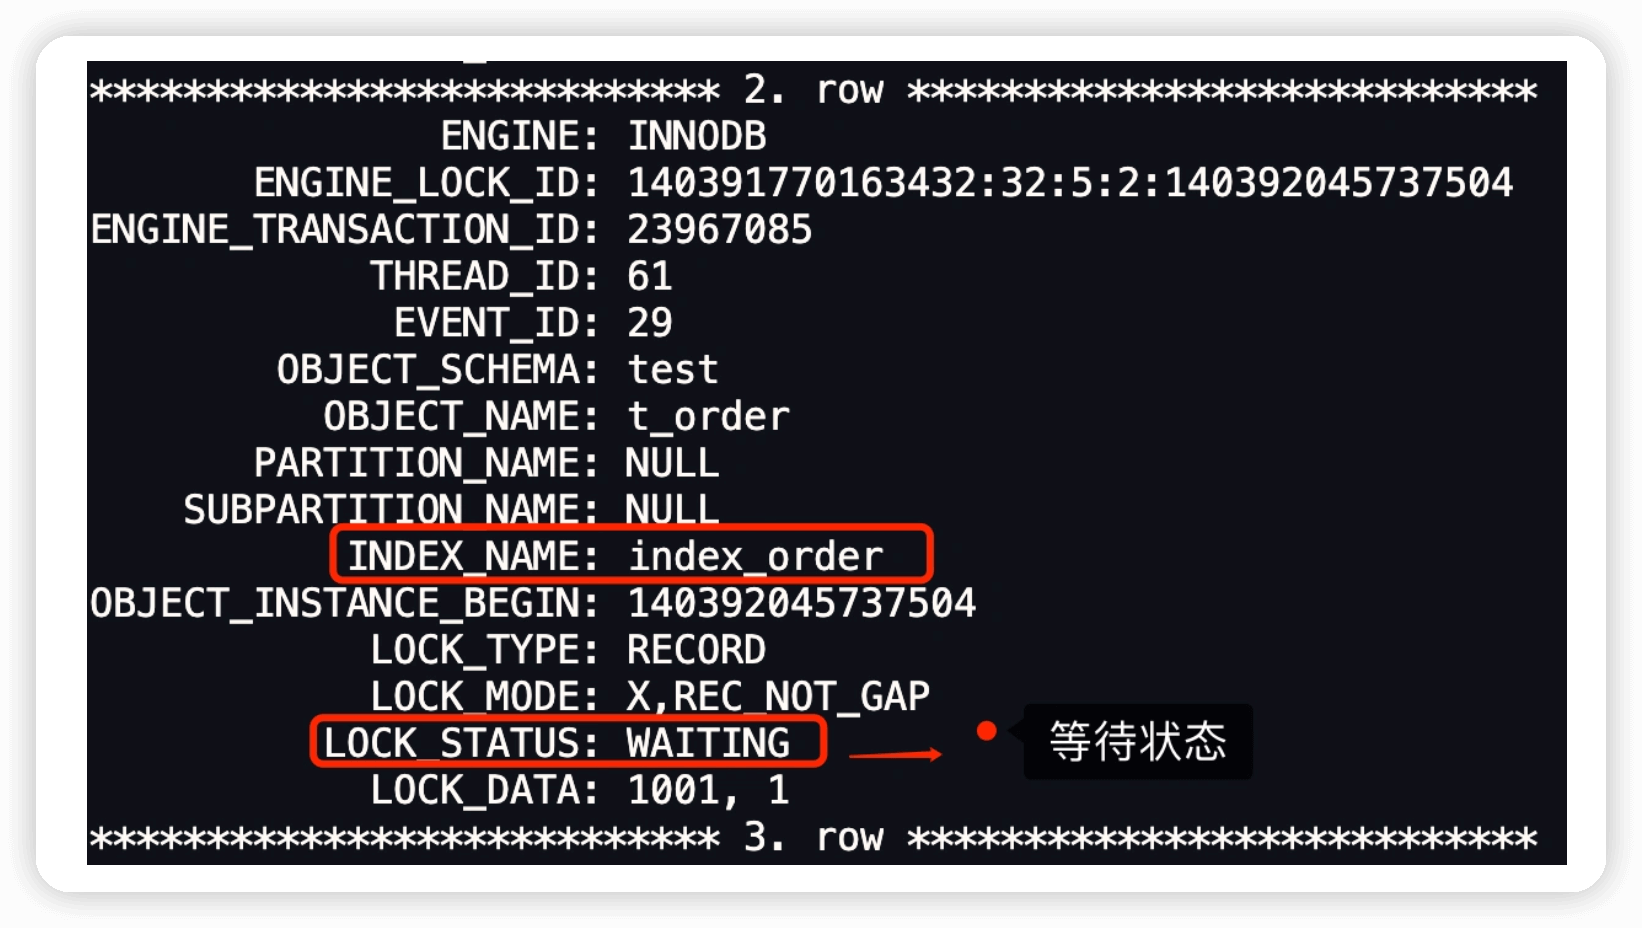 *************************** 2. row ***************************
ENGINE: INNODB
ENGINE_LOCK_ID: 140391770163432:32:5:2:140392045737504
ENGINE_TRANSACTION_ID: 23967085
THREAD_ID: 61
EVENT_ID: 29
OBJECT_SCHEMA: test
OBJECT_NAME: t_order
PARTITION_NAME: NULL
SUBPARTITION_NAME: NULL
INDEX_NAME: index_order
OBJECT_INSTANCE_BEGIN: 140392045737504
LOCK_TYPE: RECORD
LOCK_MODE: X,REC_NOT_GAP
LOCK_STATUS: WAITING
等待状态
LOCK_DATA: 1001, 1
*************************** 3. row ***************************